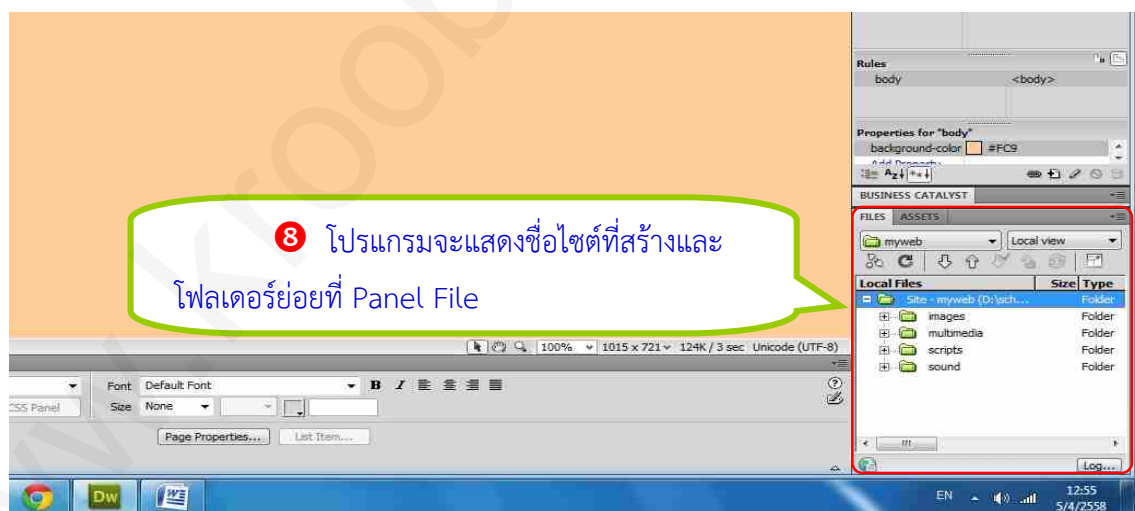 Rules
body <body>
Properties for "body"
background-color #FC9
Add Property
BUSINESS CATALYST
FILES ASSETS
myweb Local view
Local Files Size Type
Site - myweb (D:\sch... Folder
images Folder
multimedia Folder
scripts Folder
sound Folder
Log...
❽ โปรแกรมจะแสดงชื่อไซต์ที่สร้างและ
โฟลเดอร์ย่อยที่ Panel File
100% 1015 x 721 124K / 3 sec Unicode (UTF-8)
Font Default Font B I
CSS Panel Size None
Page Properties... List Item...
Dw W
EN 12:55
5/4/2558